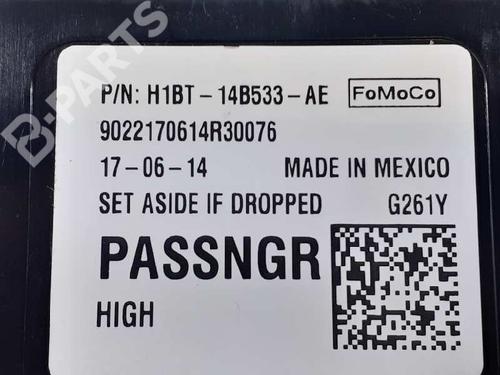 B-PARTS
P/N: H1BT-14B533-AE FoMoCo
9022170614R30076
17-06-14 MADE IN MEXICO
SET ASIDE IF DROPPED G261Y
PASSNGR
HIGH